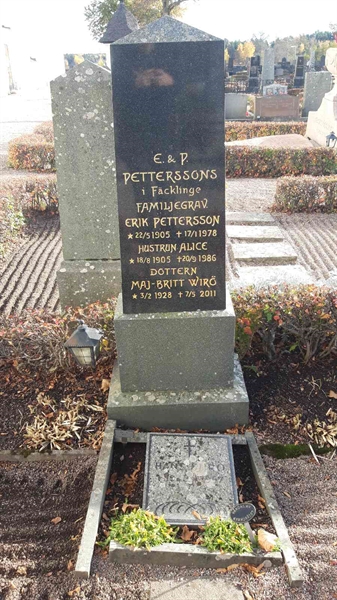 E. & P.
PETTERSSONS
i Fäcklinge
FAMILJEGRAV
ERIK PETTERSSON
★22/5 1905 ✝17/1 1978
HUSTRUN ALICE
★18/8 1905 ✝20/9 1986
DOTTERN
MAJ-BRITT WIRÖ
★3/2 1928 ✝7/5 2011